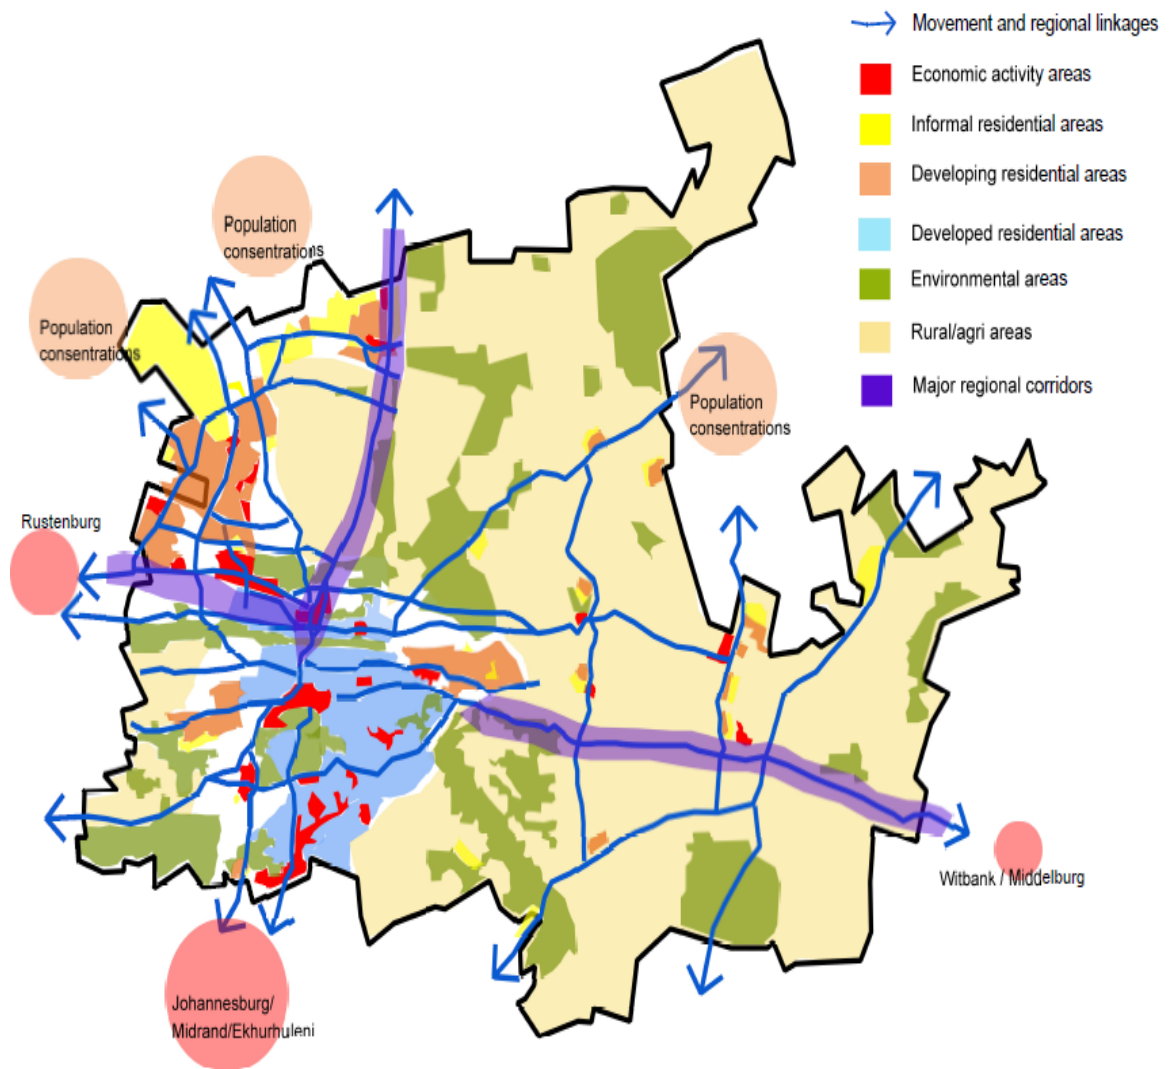 Movement and regional linkages
Economic activity areas
Informal residential areas
Developing residential areas
Developed residential areas
Environmental areas
Rural/agri areas
Major regional corridors
Population
consentrations
Population
consentrations
Population
consentrations
Rustenburg
Witbank / Middelburg
Johannesburg/
Midrand/Ekhurhuleni